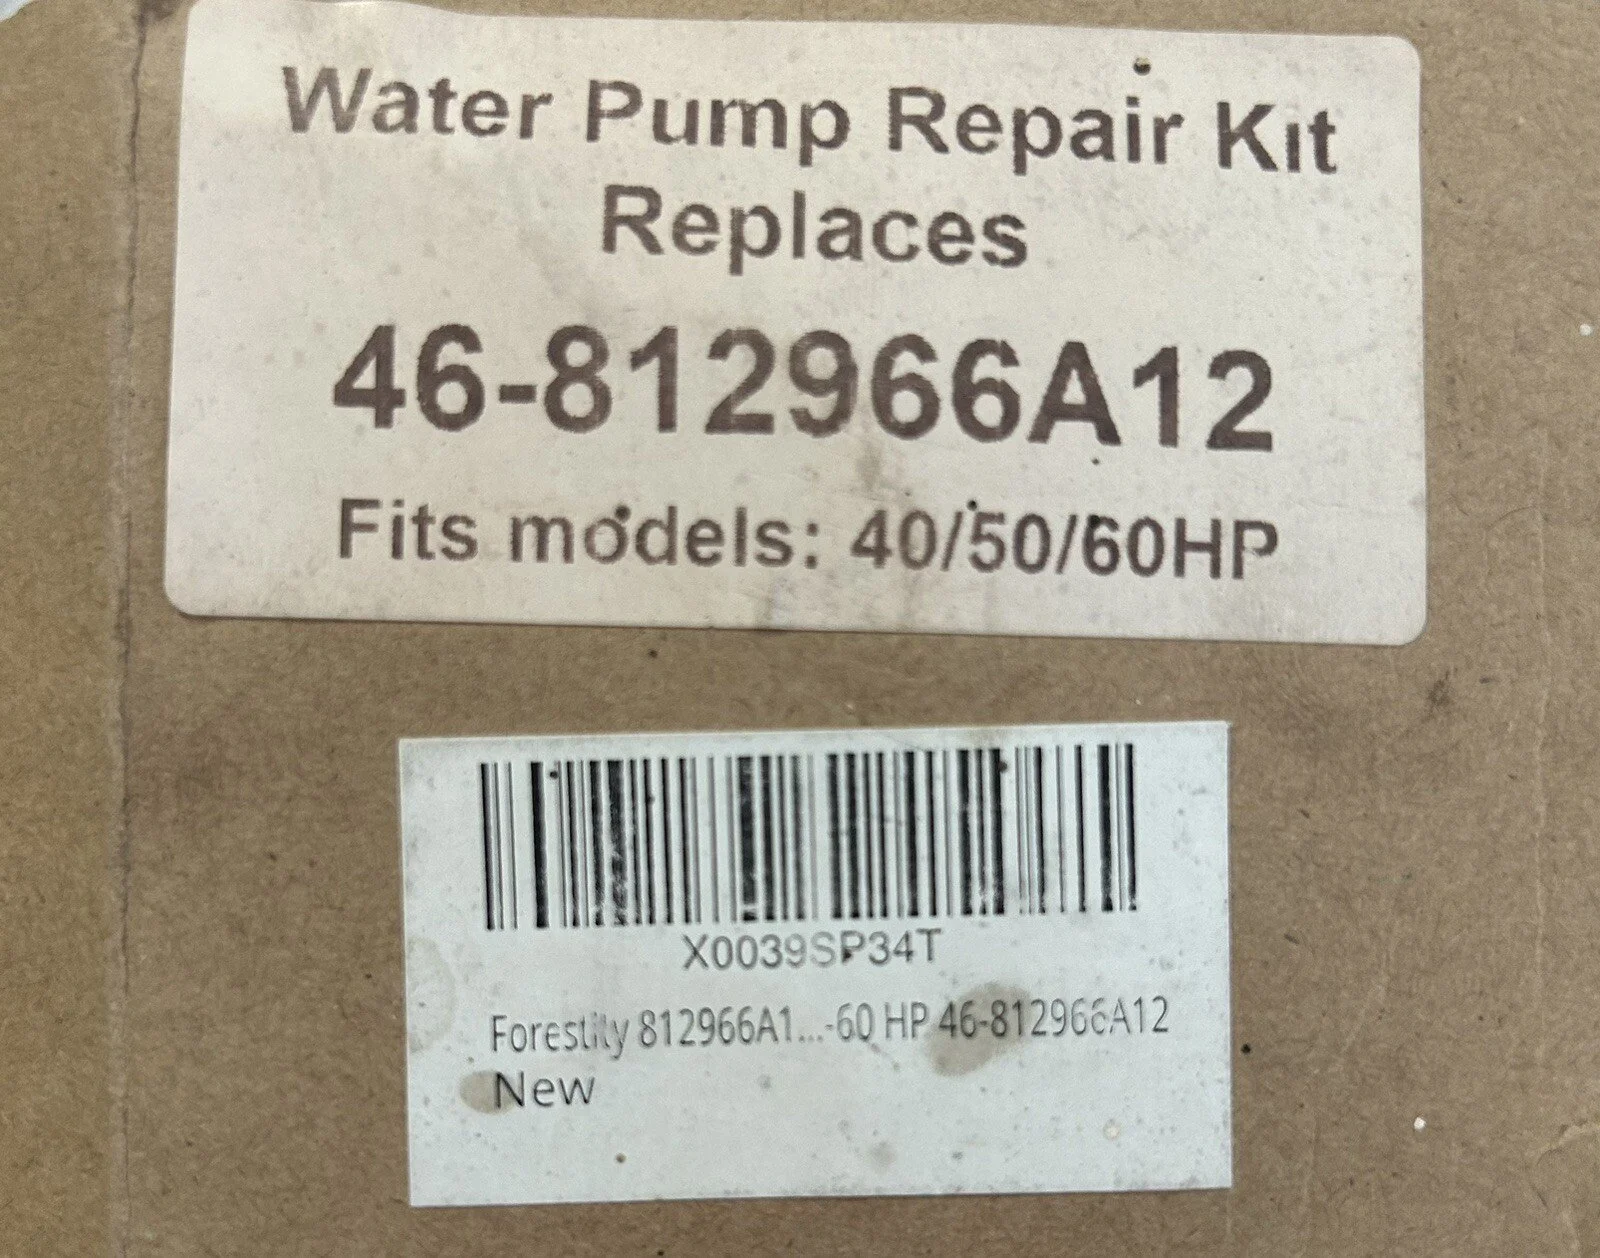 Water Pump Repair Kit
Replaces
46-812966A12
Fits models: 40/50/60HP
X0039SP34T
Forestity 812966A1...-60 HP 46-812966A12
New